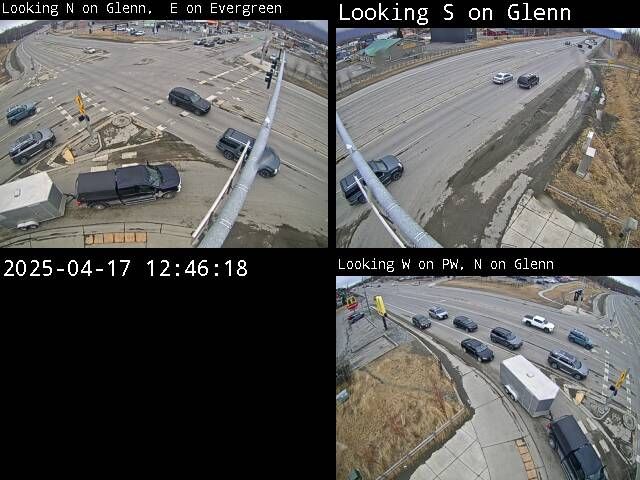 Looking N on Glenn, E on Evergreen
Looking S on Glenn
2025-04-17 12:46:18
Looking W on PW, N on Glenn